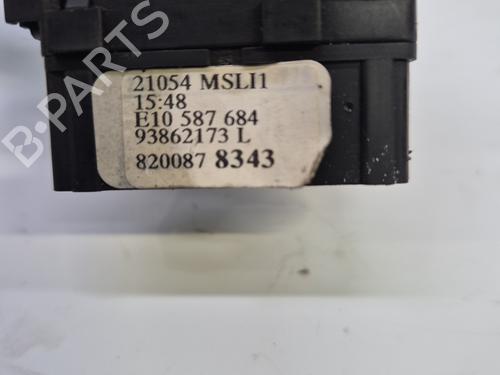 21054 MSLI1
15:48
E10 587 684
93862173 L
820087 8343
B-Parts